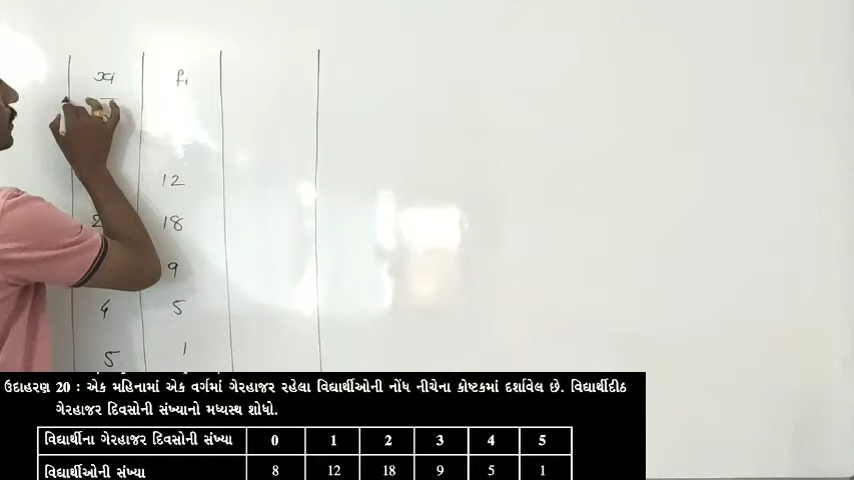 xi fi
12
2 18
9
4 5
5 1
ઉદાહરણ 20 : એક મહિનામાં એક વર્ગમાં ગેરહાજર રહેલા વિદ્યાર્થીઓની નોંધ નીચેના કોષ્ટકમાં દર્શાવેલ છે. વિદ્યાર્થીદીઠ
ગેરહાજર દિવસોની સંખ્યાનો મધ્યસ્થ શોધો.
વિદ્યાર્થીના ગેરહાજર દિવસોની સંખ્યા 0 1 2 3 4 5
વિદ્યાર્થીઓની સંખ્યા 8 12 18 9 5 1